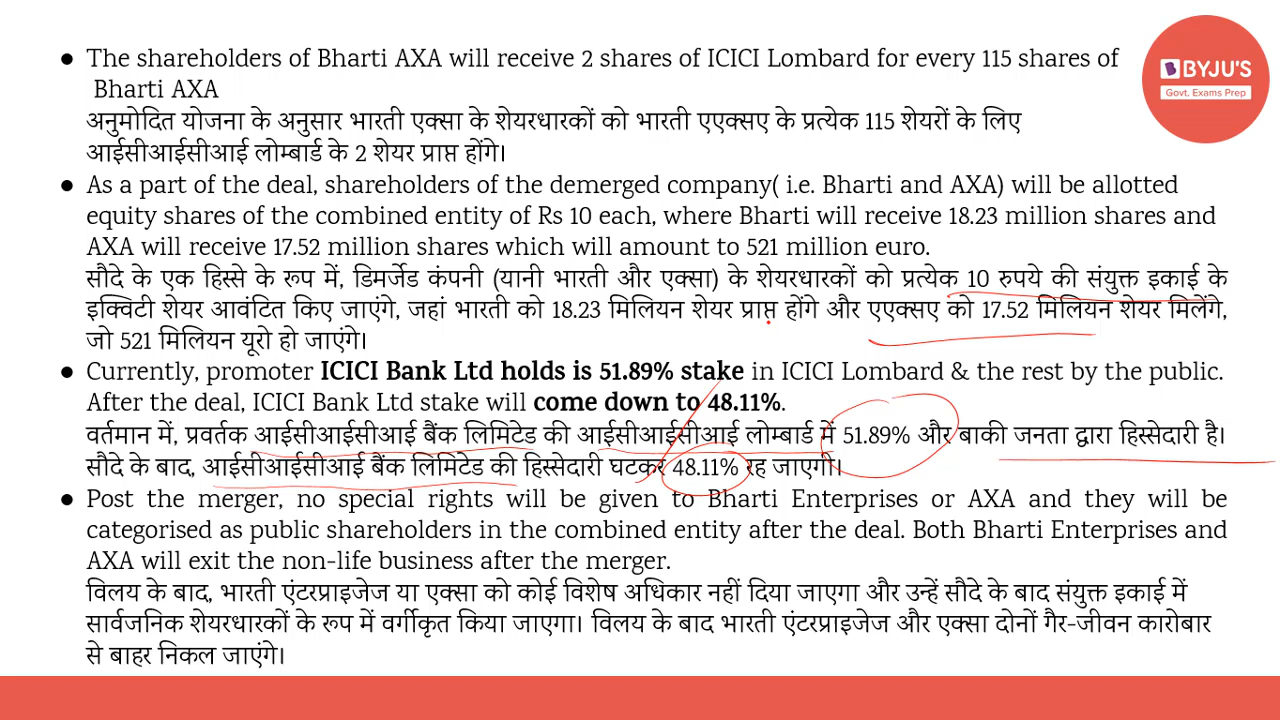 ● The shareholders of Bharti AXA will receive 2 shares of ICICI Lombard for every 115 shares of
Bharti AXA
अनुमोदित योजना के अनुसार भारती एक्सा के शेयरधारकों को भारती एएक्सए के प्रत्येक 115 शेयरों के लिए
आईसीआईसीआई लोम्बार्ड के 2 शेयर प्राप्त होंगे।
● As a part of the deal, shareholders of the demerged company( i.e. Bharti and AXA) will be allotted
equity shares of the combined entity of Rs 10 each, where Bharti will receive 18.23 million shares and
AXA will receive 17.52 million shares which will amount to 521 million euro.
सौदे के एक हिस्से के रूप में, डिमर्जेड कंपनी (यानी भारती और एक्सा) के शेयरधारकों को प्रत्येक 10 रुपये की संयुक्त इकाई के
इक्विटी शेयर आवंटित किए जाएंगे, जहां भारती को 18.23 मिलियन शेयर प्राप्त होंगे और एएक्सए को 17.52 मिलियन शेयर मिलेंगे,
जो 521 मिलियन यूरो हो जाएंगे।
● Currently, promoter ICICI Bank Ltd holds is 51.89% stake in ICICI Lombard & the rest by the public.
After the deal, ICICI Bank Ltd stake will come down to 48.11%.
वर्तमान में, प्रवर्तक आईसीआईसीआई बैंक लिमिटेड की आईसीआईसीआई लोम्बार्ड में 51.89% और बाकी जनता द्वारा हिस्सेदारी है।
सौदे के बाद, आईसीआईसीआई बैंक लिमिटेड की हिस्सेदारी घटकर 48.11% रह जाएगी।
● Post the merger, no special rights will be given to Bharti Enterprises or AXA and they will be
categorised as public shareholders in the combined entity after the deal. Both Bharti Enterprises and
AXA will exit the non-life business after the merger.
विलय के बाद, भारती एंटरप्राइजेज या एक्सा को कोई विशेष अधिकार नहीं दिया जाएगा और उन्हें सौदे के बाद संयुक्त इकाई में
सार्वजनिक शेयरधारकों के रूप में वर्गीकृत किया जाएगा। विलय के बाद भारती एंटरप्राइजेज और एक्सा दोनों गैर-जीवन कारोबार
से बाहर निकल जाएंगे।
BYJU'S
Govt. Exams Prep